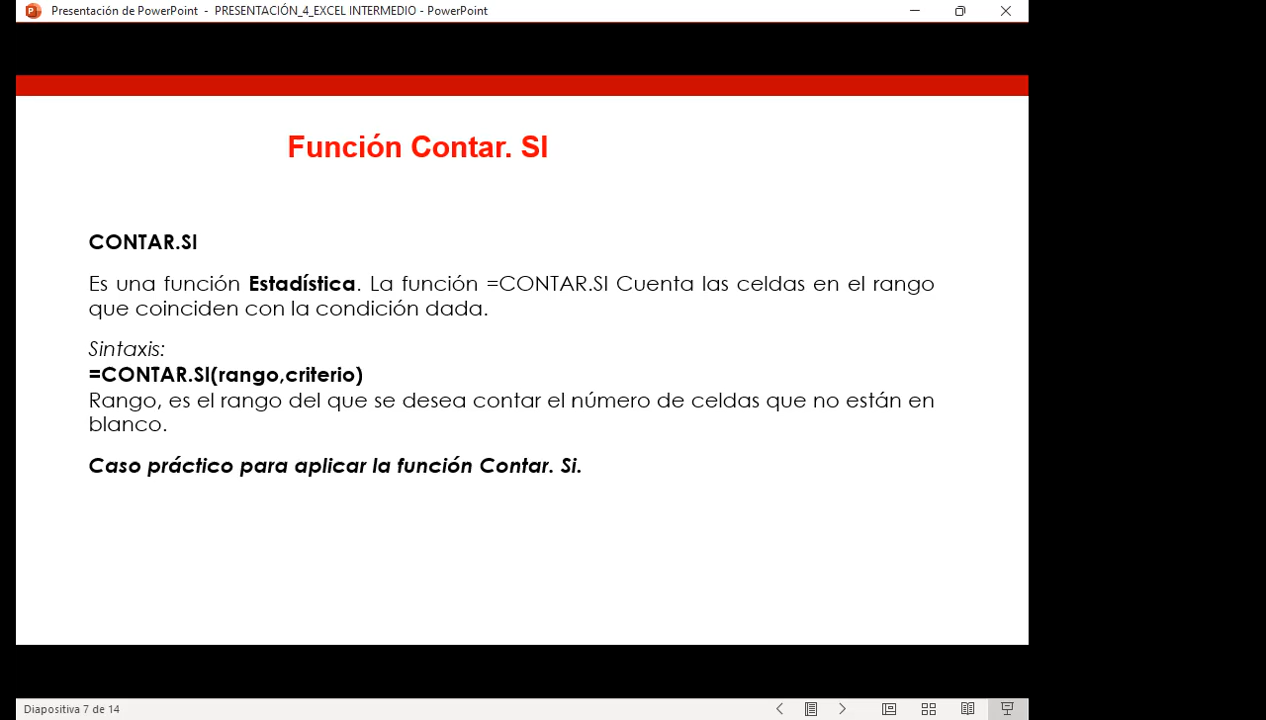 Presentación de PowerPoint - PRESENTACIÓN_4_EXCEL INTERMEDIO - PowerPoint
Función Contar. SI
CONTAR.SI
Es una función Estadística. La función =CONTAR.SI Cuenta las celdas en el rango
que coinciden con la condición dada.
Sintaxis:
=CONTAR.SI(rango,criterio)
Rango, es el rango del que se desea contar el número de celdas que no están en
blanco.
Caso práctico para aplicar la función Contar. Si.
Diapositiva 7 de 14